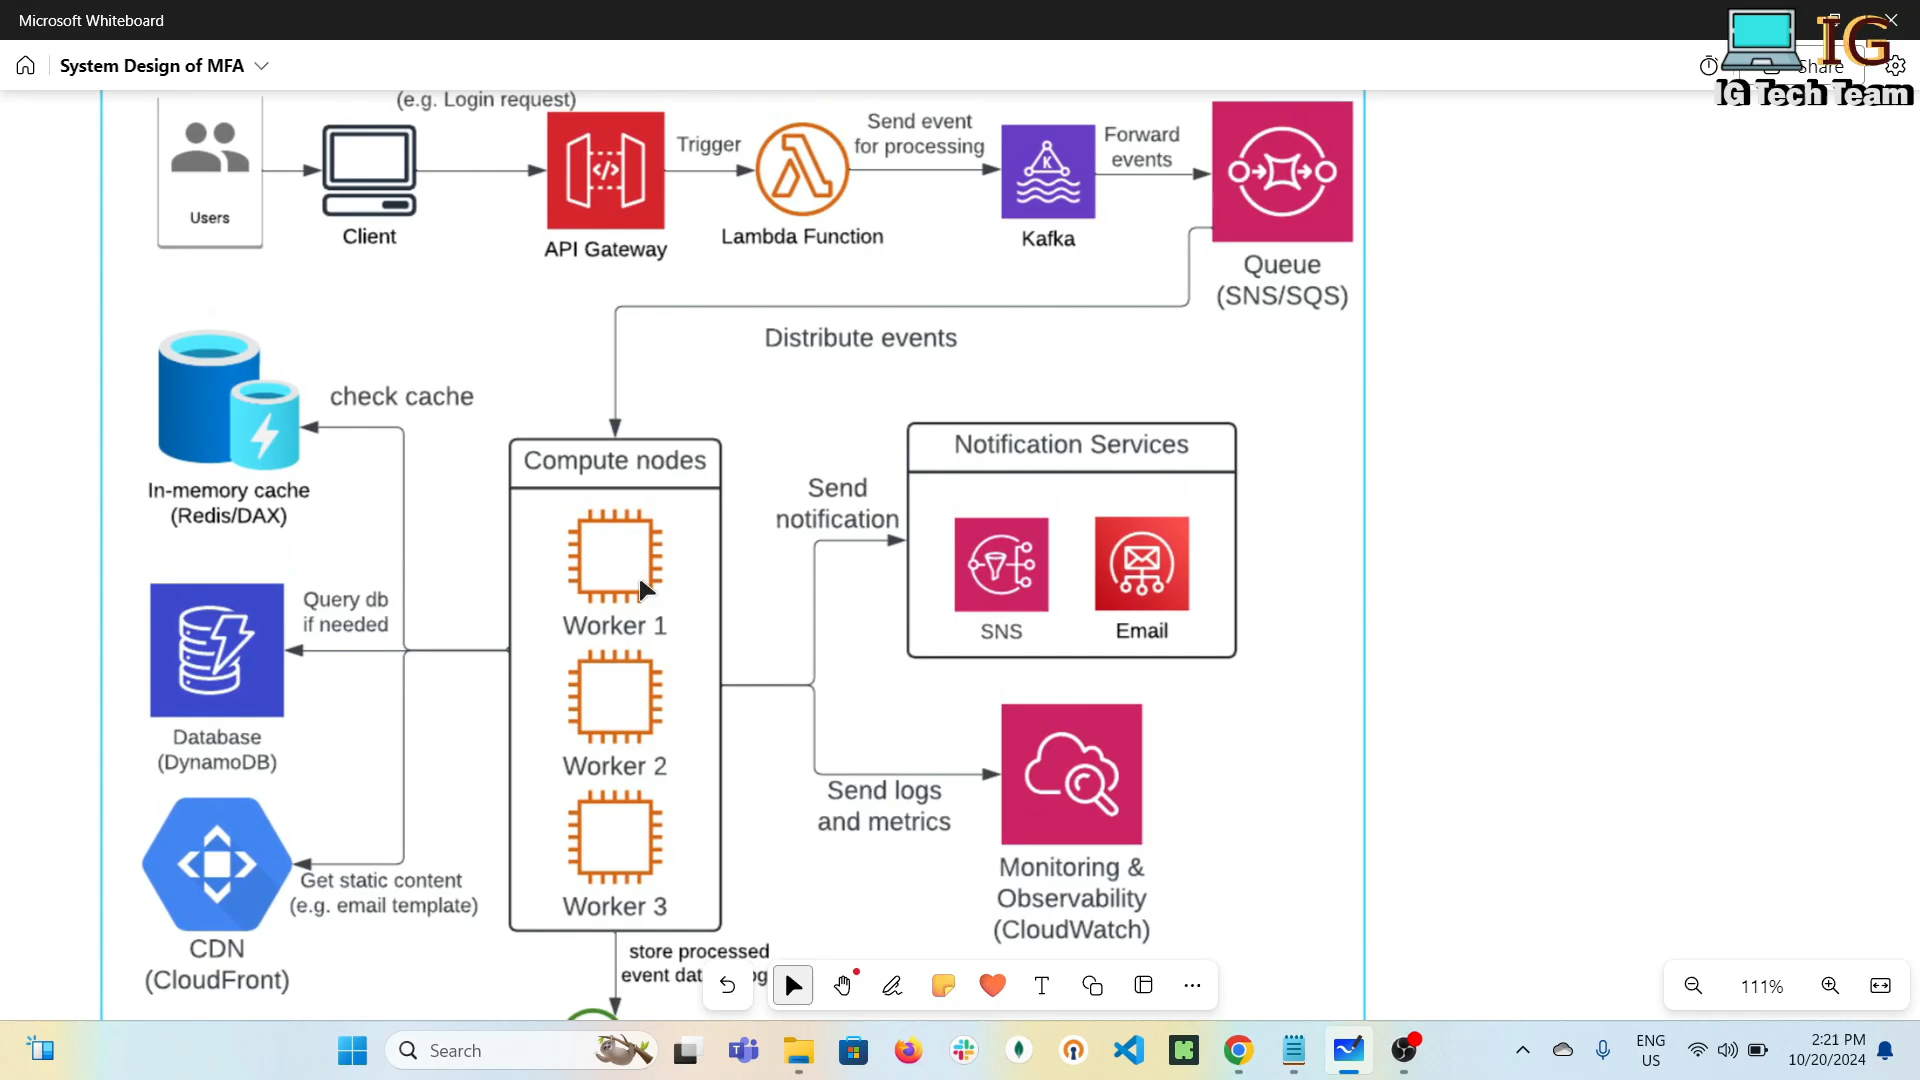 Microsoft Whiteboard
IG
System Design of MFA
Share
IG Tech Team
(e.g. Login request)
Trigger
Send event
for processing
Forward
events
Users
Client
API Gateway
Lambda Function
Kafka
Queue
(SNS/SQS)
Distribute events
check cache
In-memory cache
(Redis/DAX)
Compute nodes
Notification Services
Send
notification
SNS
Email
Worker 1
Query db
if needed
Database
(DynamoDB)
Worker 2
Send logs
and metrics
Monitoring &
Observability
(CloudWatch)
Get static content
(e.g. email template)
Worker 3
CDN
(CloudFront)
store processed
event
111%
Search
ENG
US
2:21 PM
10/20/2024